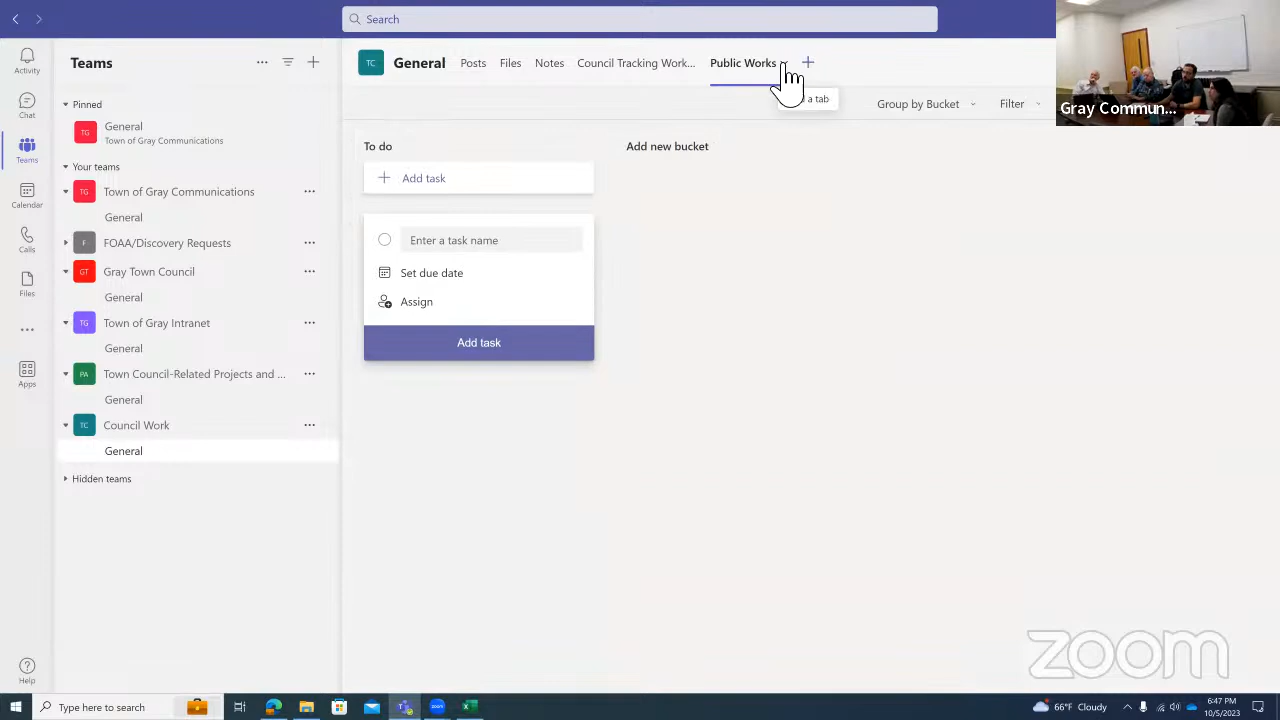 Search
Gray Commun...
Activity
Chat
Teams
Calendar
Calls
Files
Apps
Help
Teams
Pinned
TG
General
Town of Gray Communications
Your teams
TG
Town of Gray Communications
General
F
FOAA/Discovery Requests
GT
Gray Town Council
General
TG
Town of Gray Intranet
General
PA
Town Council-Related Projects and ...
General
TC
Council Work
General
Hidden teams
TC
General
Posts
Files
Notes
Council Tracking Work...
Public Works
a tab
Group by Bucket
Filter
To do
Add new bucket
Add task
Enter a task name
Set due date
Assign
Add task
zoom
Type here to search
zoom
66°F Cloudy
6:47 PM
10/5/2023